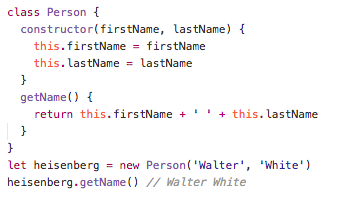 class Person {
  constructor(firstName, lastName) {
    this.firstName = firstName
    this.lastName = lastName
  }
  getName() {
    return this.firstName + ' ' + this.lastName
  }
}
let heisenberg = new Person('Walter', 'White')
heisenberg.getName() // Walter White